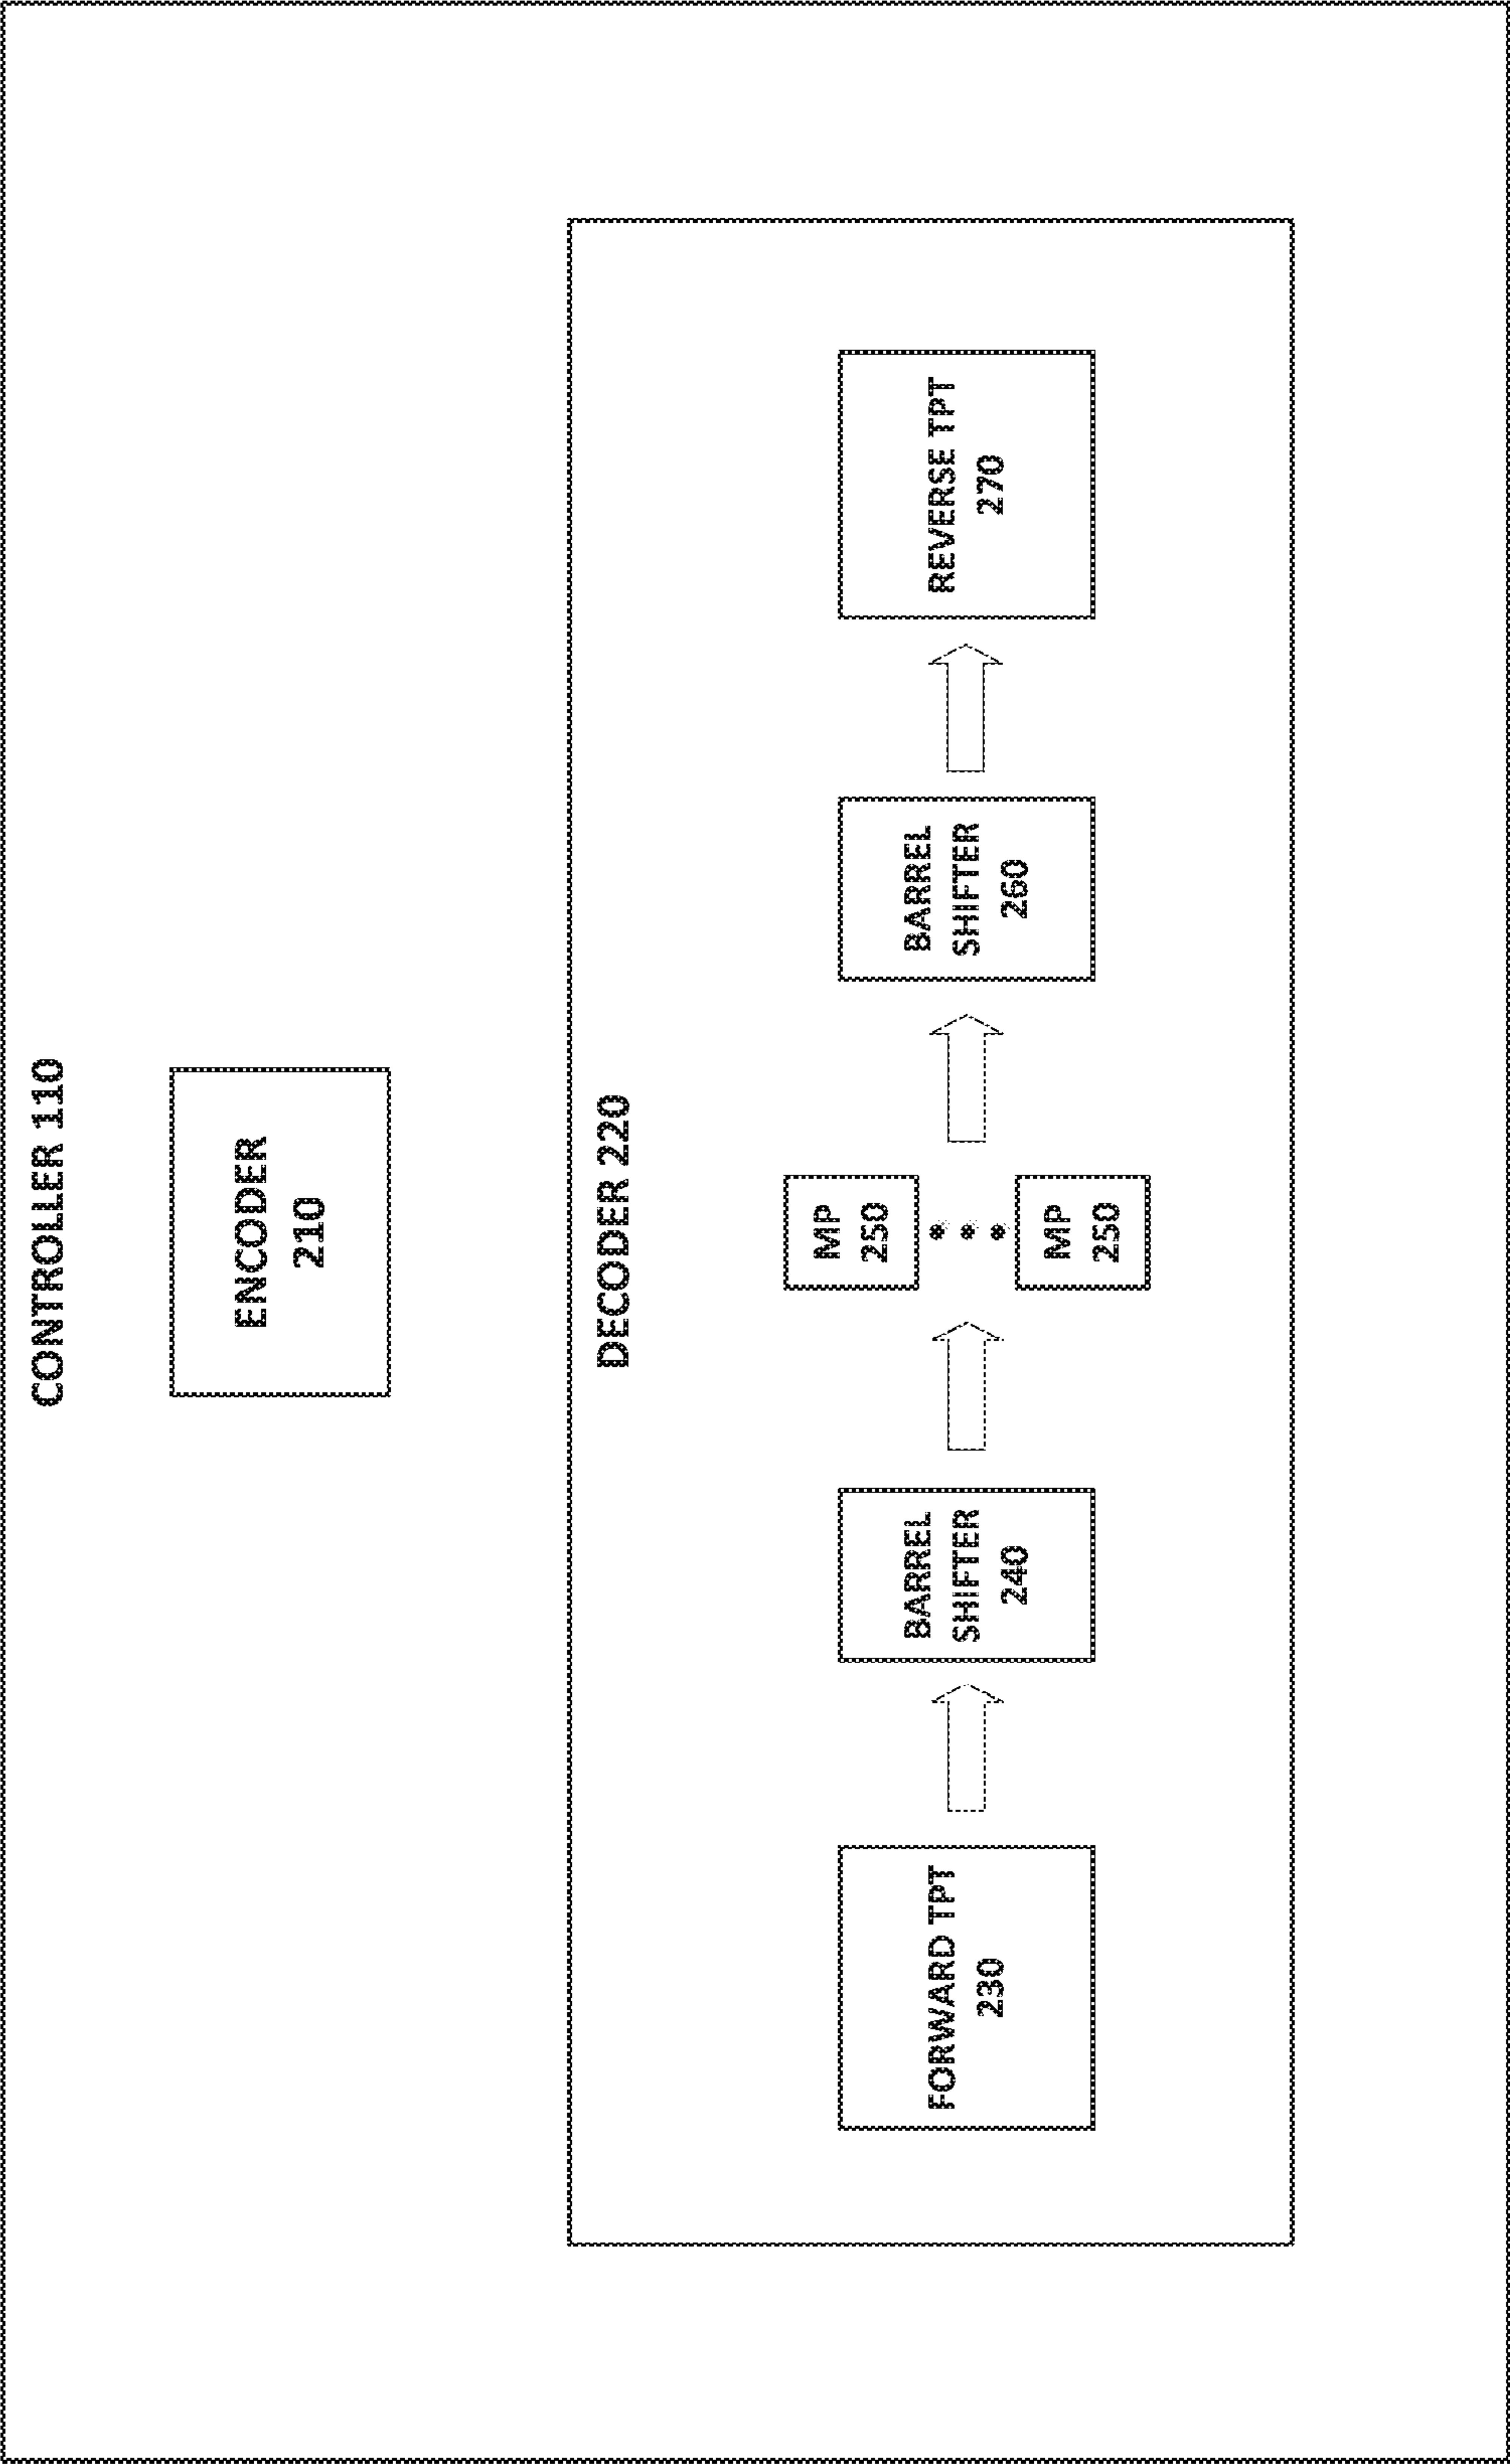 CONTROLLER 110
ENCODER
210
DECODER 220
FORWARD TPT
230
BARREL
SHIFTER
240
MP
250
MP
250
BARREL
SHIFTER
260
REVERSE TPT
270